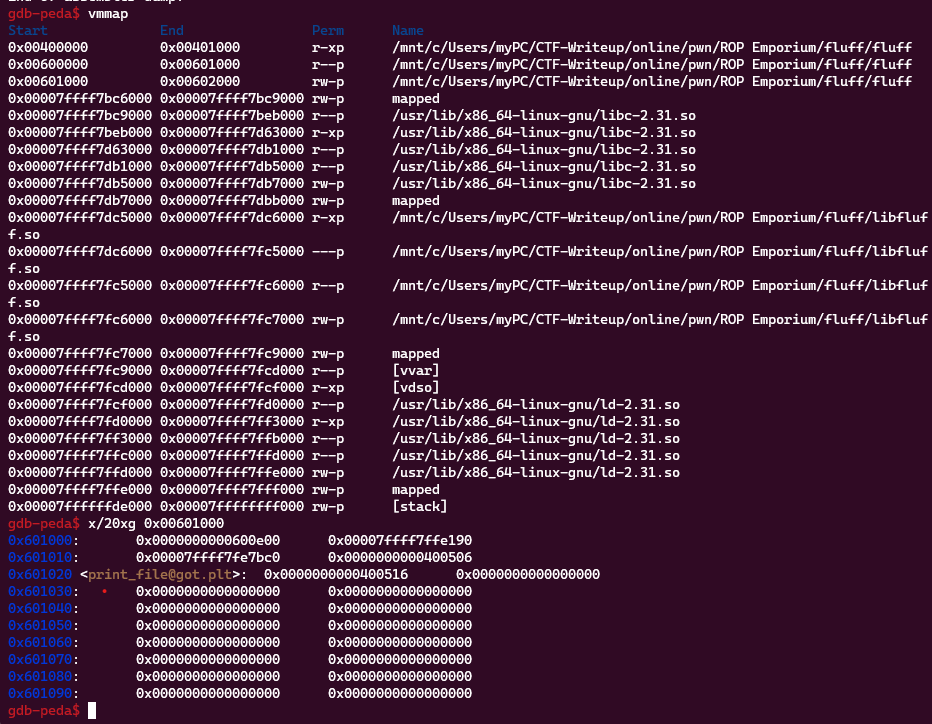 gdb-peda$ vmmap
Start End Perm Name
0x00400000 0x00401000 r-xp /mnt/c/Users/myPC/CTF-Writeup/online/pwn/ROP Emporium/fluff/fluff
0x00600000 0x00601000 r--p /mnt/c/Users/myPC/CTF-Writeup/online/pwn/ROP Emporium/fluff/fluff
0x00601000 0x00602000 rw-p /mnt/c/Users/myPC/CTF-Writeup/online/pwn/ROP Emporium/fluff/fluff
0x00007ffff7bc6000 0x00007ffff7bc9000 rw-p mapped
0x00007ffff7bc9000 0x00007ffff7beb000 r--p /usr/lib/x86_64-linux-gnu/libc-2.31.so
0x00007ffff7beb000 0x00007ffff7d63000 r-xp /usr/lib/x86_64-linux-gnu/libc-2.31.so
0x00007ffff7d63000 0x00007ffff7db1000 r--p /usr/lib/x86_64-linux-gnu/libc-2.31.so
0x00007ffff7db1000 0x00007ffff7db5000 r--p /usr/lib/x86_64-linux-gnu/libc-2.31.so
0x00007ffff7db5000 0x00007ffff7db7000 rw-p /usr/lib/x86_64-linux-gnu/libc-2.31.so
0x00007ffff7db7000 0x00007ffff7dbb000 rw-p mapped
0x00007ffff7dc5000 0x00007ffff7dc6000 r-xp /mnt/c/Users/myPC/CTF-Writeup/online/pwn/ROP Emporium/fluff/libfluf
f.so
0x00007ffff7dc6000 0x00007ffff7fc5000 ---p /mnt/c/Users/myPC/CTF-Writeup/online/pwn/ROP Emporium/fluff/libfluf
f.so
0x00007ffff7fc5000 0x00007ffff7fc6000 r--p /mnt/c/Users/myPC/CTF-Writeup/online/pwn/ROP Emporium/fluff/libfluf
f.so
0x00007ffff7fc6000 0x00007ffff7fc7000 rw-p /mnt/c/Users/myPC/CTF-Writeup/online/pwn/ROP Emporium/fluff/libfluf
f.so
0x00007ffff7fc7000 0x00007ffff7fc9000 rw-p mapped
0x00007ffff7fc9000 0x00007ffff7fcd000 r--p [vvar]
0x00007ffff7fcd000 0x00007ffff7fcf000 r-xp [vdso]
0x00007ffff7fcf000 0x00007ffff7fd0000 r--p /usr/lib/x86_64-linux-gnu/ld-2.31.so
0x00007ffff7fd0000 0x00007ffff7ff3000 r-xp /usr/lib/x86_64-linux-gnu/ld-2.31.so
0x00007ffff7ff3000 0x00007ffff7ffb000 r--p /usr/lib/x86_64-linux-gnu/ld-2.31.so
0x00007ffff7ffc000 0x00007ffff7ffd000 r--p /usr/lib/x86_64-linux-gnu/ld-2.31.so
0x00007ffff7ffd000 0x00007ffff7ffe000 rw-p /usr/lib/x86_64-linux-gnu/ld-2.31.so
0x00007ffff7ffe000 0x00007ffff7fff000 rw-p mapped
0x00007ffffffde000 0x00007ffffffff000 rw-p [stack]
gdb-peda$ x/20xg 0x00601000
0x601000: 0x0000000000600e00 0x00007ffff7ffe190
0x601010: 0x00007ffff7fe7bc0 0x0000000000400506
0x601020 <print_file@got.plt>: 0x0000000000400516 0x0000000000000000
0x601030: 0x0000000000000000 0x0000000000000000
0x601040: 0x0000000000000000 0x0000000000000000
0x601050: 0x0000000000000000 0x0000000000000000
0x601060: 0x0000000000000000 0x0000000000000000
0x601070: 0x0000000000000000 0x0000000000000000
0x601080: 0x0000000000000000 0x0000000000000000
0x601090: 0x0000000000000000 0x0000000000000000
gdb-peda$